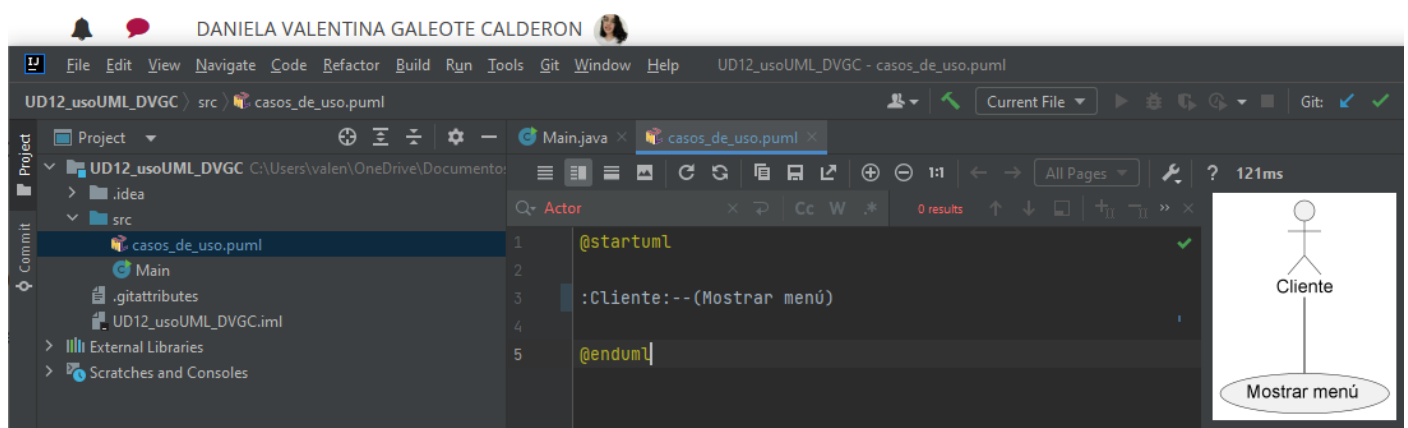 DANIELA VALENTINA GALEOTE CALDERON
File Edit View Navigate Code Refactor Build Run Tools Git Window Help UD12_usoUML_DVGC - casos_de_uso.puml
UD12_usoUML_DVGC src casos_de_uso.puml Current File Git:
Project Main.java casos_de_uso.puml
Project
UD12_usoUML_DVGC C:\Users\valen\OneDrive\Documentos 1:1 All Pages ? 121ms
.idea
Actor Cc W .* 0 results
src
casos_de_uso.puml
Main
.gitattributes
UD12_usoUML_DVGC.iml
External Libraries
Scratches and Consoles
Commit
1 @startuml
2
3 :Cliente:--(Mostrar menú)
4
5 @enduml
Cliente
Mostrar menú